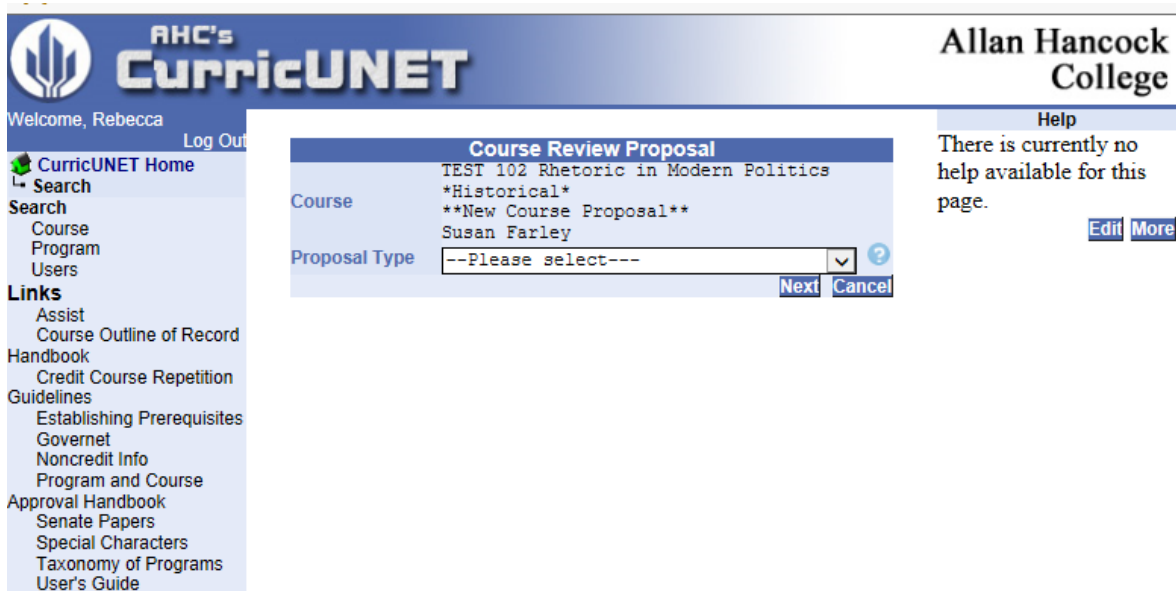 AHC's
CurricUNET
Allan Hancock
College
Welcome, Rebecca
Log Out
CurricUNET Home
Search
Search
Course
Program
Users
Links
Assist
Course Outline of Record
Handbook
Credit Course Repetition
Guidelines
Establishing Prerequisites
Governet
Noncredit Info
Program and Course
Approval Handbook
Senate Papers
Special Characters
Taxonomy of Programs
User's Guide
Course Review Proposal
Course
TEST 102 Rhetoric in Modern Politics
*Historical*
**New Course Proposal**
Susan Farley
Proposal Type
--Please select---
?
Next Cancel
Help
There is currently no
help available for this
page.
Edit More